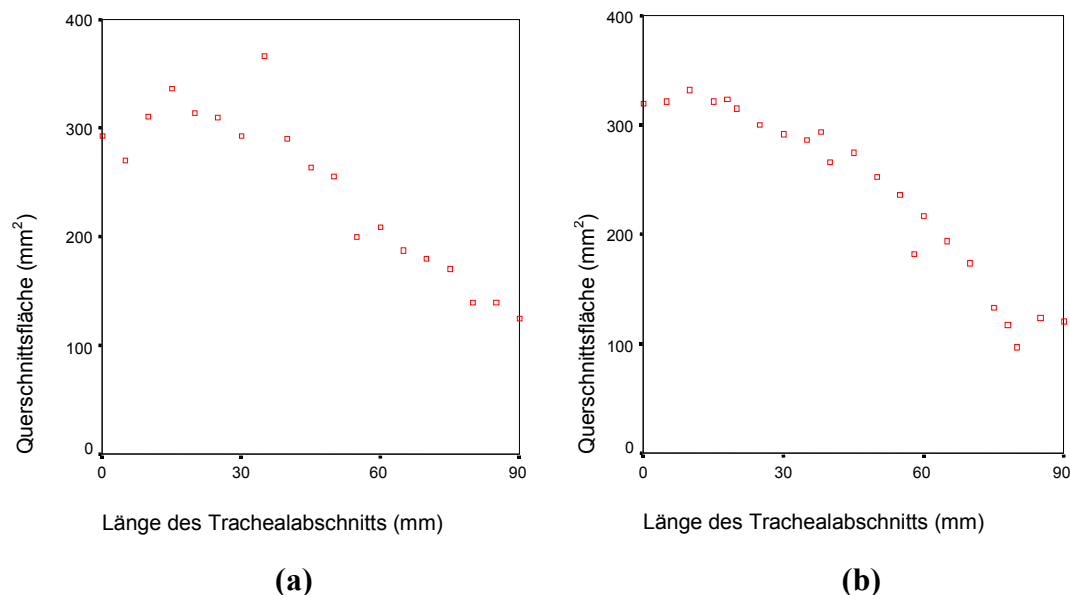 400
300
200
100
0
Querschnittsfläche (mm²)
0 30 60 90
Länge des Trachealabschnitts (mm)
(a)
400
300
200
100
0
Querschnittsfläche (mm²)
0 30 60 90
Länge des Trachealabschnitts (mm)
(b)